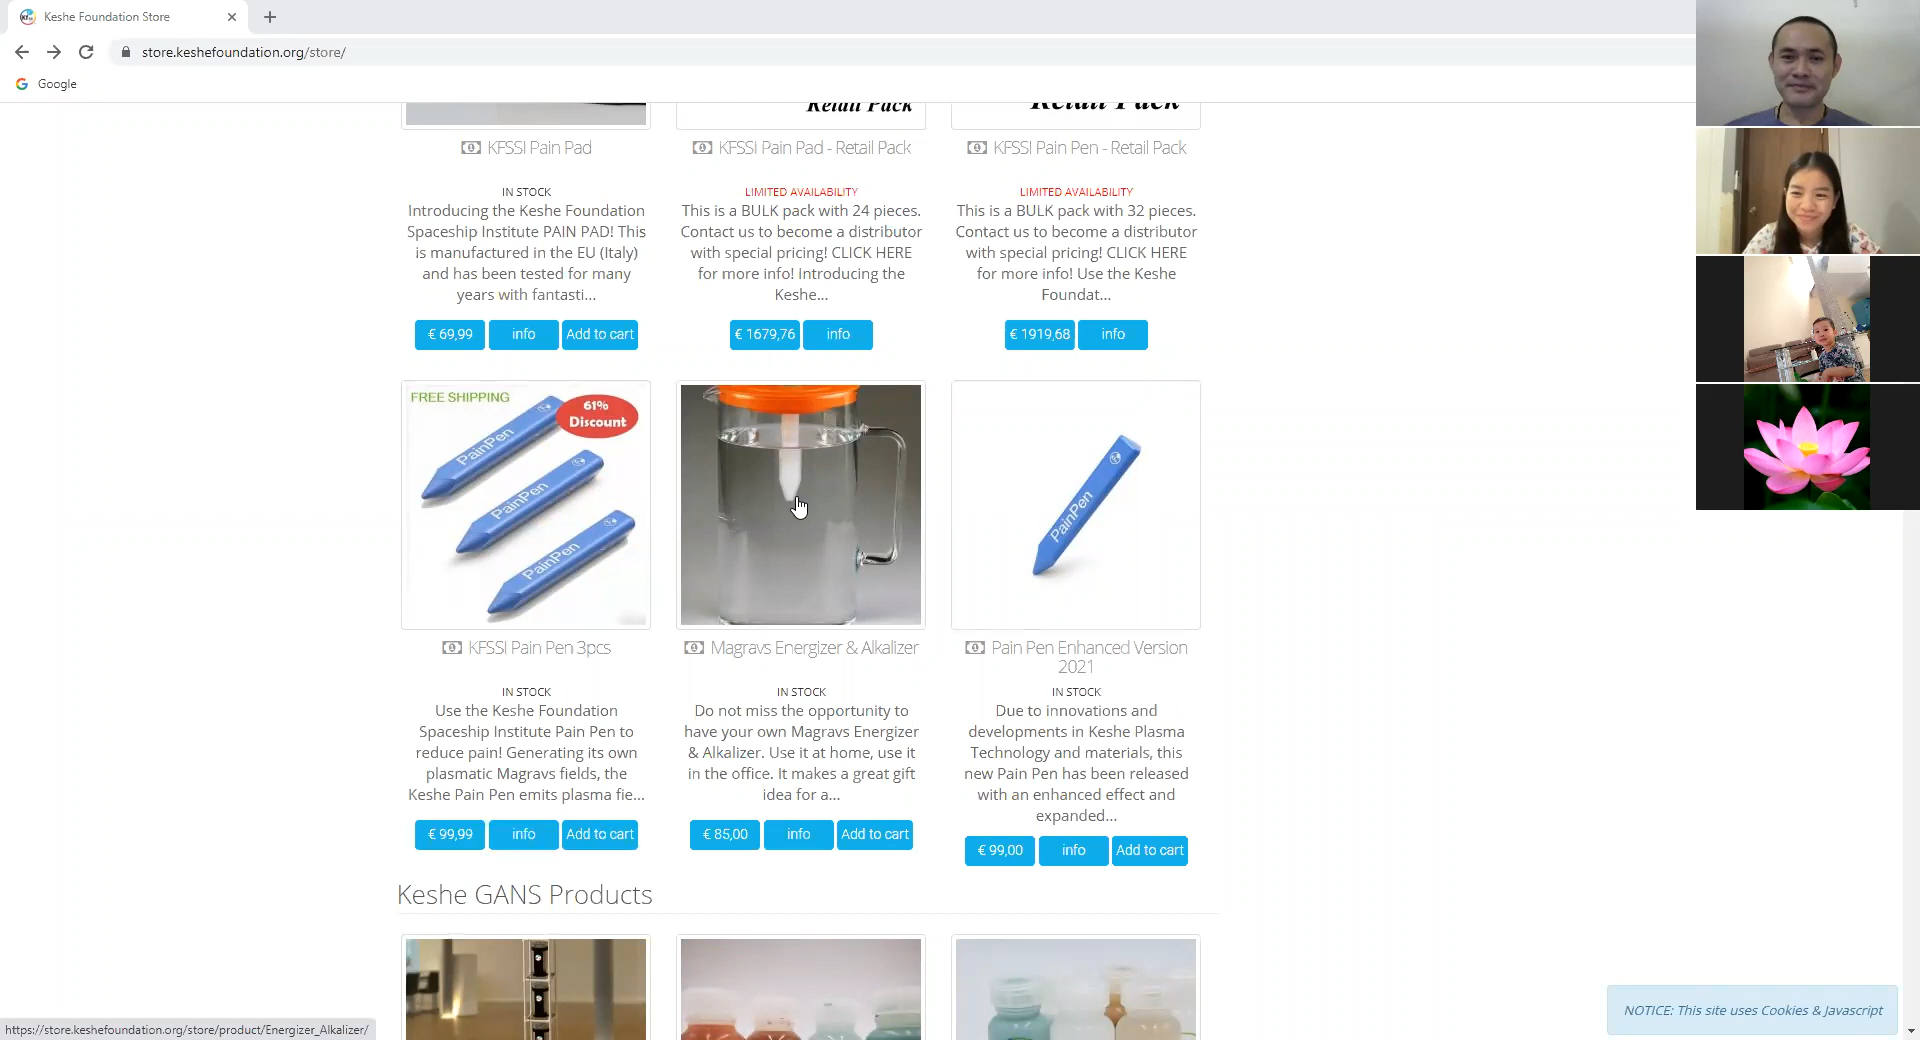 Keshe Foundation Store
store.keshefoundation.org/store/
Google
Retail Pack
Retail Pack
KFSSI Pain Pad
IN STOCK
Introducing the Keshe Foundation
Spaceship Institute PAIN PAD! This
is manufactured in the EU (Italy)
and has been tested for many
years with fantasti...
€ 69,99 info Add to cart
KFSSI Pain Pad - Retail Pack
LIMITED AVAILABILITY
This is a BULK pack with 24 pieces.
Contact us to become a distributor
with special pricing! CLICK HERE
for more info! Introducing the
Keshe...
€ 1679,76 info
KFSSI Pain Pen - Retail Pack
LIMITED AVAILABILITY
This is a BULK pack with 32 pieces.
Contact us to become a distributor
with special pricing! CLICK HERE
for more info! Use the Keshe
Foundat...
€ 1919,68 info
FREE SHIPPING
61%
Discount
PainPen
PainPen
PainPen
KFSSI Pain Pen 3pcs
IN STOCK
Use the Keshe Foundation
Spaceship Institute Pain Pen to
reduce pain! Generating its own
plasmatic Magravs fields, the
Keshe Pain Pen emits plasma fie...
€ 99,99 info Add to cart
Magravs Energizer & Alkalizer
IN STOCK
Do not miss the opportunity to
have your own Magravs Energizer
& Alkalizer. Use it at home, use it
in the office. It makes a great gift
idea for a...
€ 85,00 info Add to cart
PainPen
Pain Pen Enhanced Version
2021
IN STOCK
Due to innovations and
developments in Keshe Plasma
Technology and materials, this
new Pain Pen has been released
with an enhanced effect and
expanded...
€ 99,00 info Add to cart
Keshe GANS Products
NOTICE: This site uses Cookies & Javascript
https://store.keshefoundation.org/store/product/Energizer_Alkalizer/